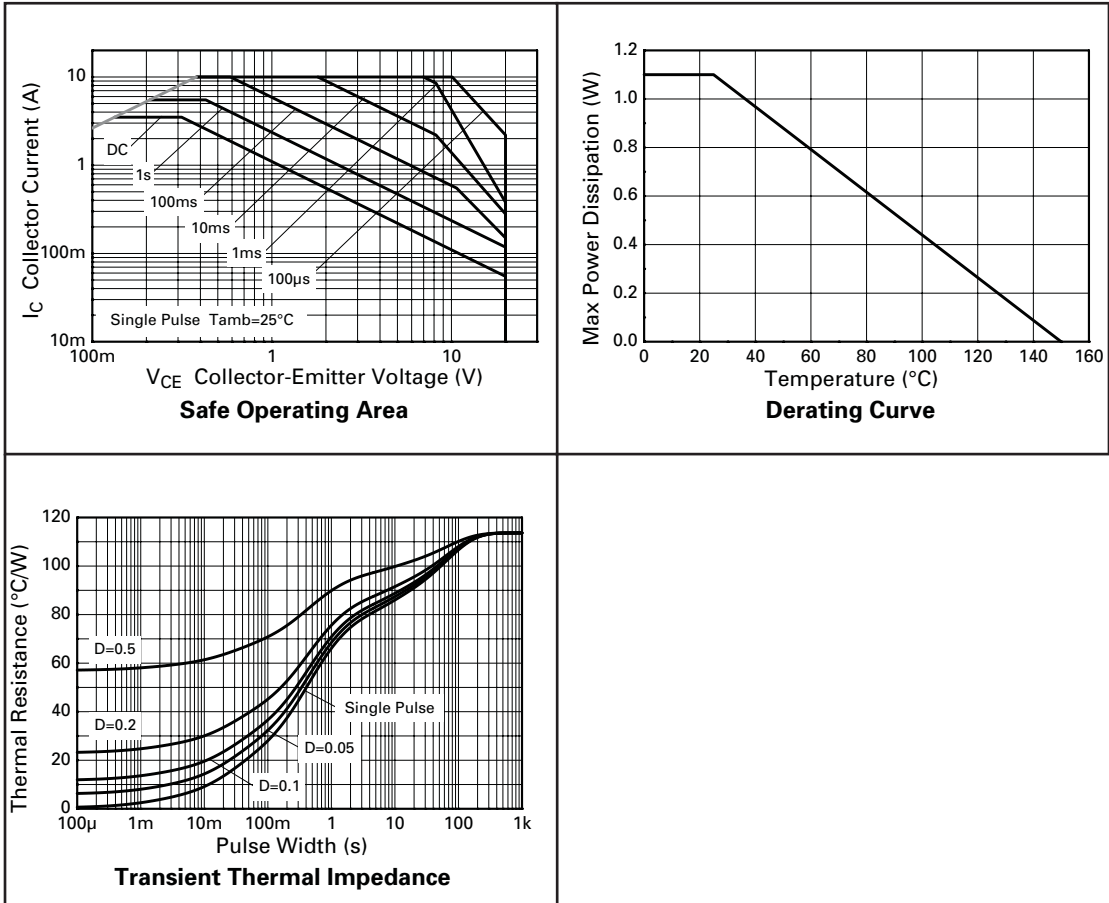 IC Collector Current (A)
10
1
100m
10m
DC
1s
100ms
10ms
1ms
100µs
Single Pulse Tamb=25°C
100m 1 10
VCE Collector-Emitter Voltage (V)
Safe Operating Area
Max Power Dissipation (W)
1.2
1.0
0.8
0.6
0.4
0.2
0.0
0 20 40 60 80 100 120 140 160
Temperature (°C)
Derating Curve
Thermal Resistance (°C/W)
120
100
80
60
40
20
0
D=0.5
D=0.2
Single Pulse
D=0.05
D=0.1
100µ 1m 10m 100m 1 10 100 1k
Pulse Width (s)
Transient Thermal Impedance